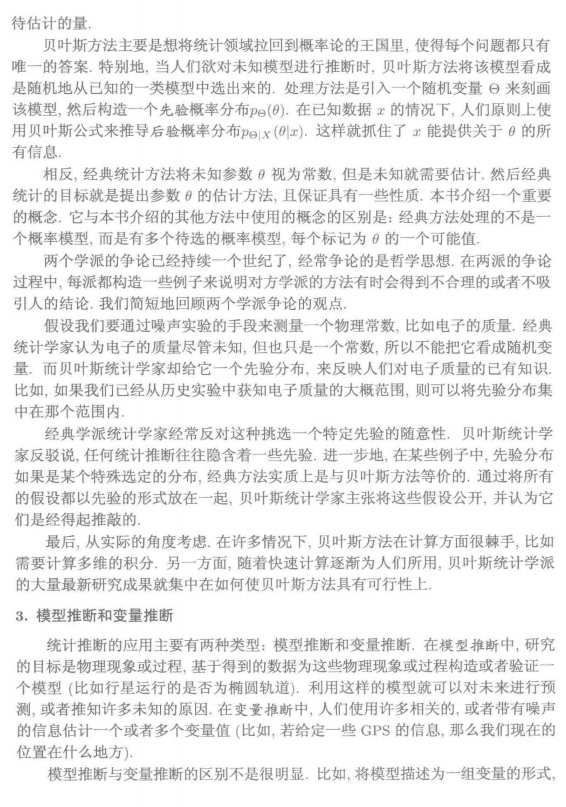 待估计的量.
贝叶斯方法主要是想将统计领域拉回到概率论的王国里, 使得每个问题都只有
唯一的答案. 特别地, 当人们欲对未知模型进行推断时, 贝叶斯方法将该模型看成
是随机地从已知的一类模型中选出来的. 处理方法是引入一个随机变量 Θ 来刻画
该模型, 然后构造一个先验概率分布p_Θ(θ). 在已知数据 x 的情况下, 人们原则上使
用贝叶斯公式来推导后验概率分布p_{Θ|X}(θ|x). 这样就抓住了 x 能提供关于 θ 的所
有信息.
相反, 经典统计方法将未知参数 θ 视为常数, 但是未知就需要估计. 然后经典
统计的目标就是提出参数 θ 的估计方法, 且保证具有一些性质. 本书介绍一个重要
的概念. 它与本书介绍的其他方法中使用的概念的区别是: 经典方法处理的不是一
个概率模型, 而是有多个待选的概率模型, 每个标记为 θ 的一个可能值.
两个学派的争论已经持续一个世纪了, 经常争论的是哲学思想. 在两派的争论
过程中, 每派都构造一些例子来说明对方学派的方法有时会得到不合理的或者不吸
引人的结论. 我们简短地回顾两个学派争论的观点.
假设我们要通过噪声实验的手段来测量一个物理常数, 比如电子的质量. 经典
统计学家认为电子的质量尽管未知, 但也只是一个常数, 所以不能把它看成随机变
量. 而贝叶斯统计学家却给它一个先验分布, 来反映人们对电子质量的已有知识.
比如, 如果我们已经从历史实验中获知电子质量的大概范围, 则可以将先验分布集
中在那个范围内.
经典学派统计学家经常反对这种挑选一个特定先验的随意性. 贝叶斯统计学
家反驳说, 任何统计推断往往隐含着一些先验. 进一步地, 在某些例子中, 先验分布
如果是某个特殊选定的分布, 经典方法实质上是与贝叶斯方法等价的. 通过将所有
的假设都以先验的形式放在一起, 贝叶斯统计学家主张将这些假设公开, 并认为它
们是经得起推敲的.
最后, 从实际的角度考虑. 在许多情况下, 贝叶斯方法在计算方面很棘手, 比如
需要计算多维的积分. 另一方面, 随着快速计算逐渐为人们所用, 贝叶斯统计学派
的大量最新研究成果就集中在如何使贝叶斯方法具有可行性上.
3. 模型推断和变量推断
统计推断的应用主要有两种类型: 模型推断和变量推断. 在模型推断中, 研究
的目标是物理现象或过程, 基于得到的数据为这些物理现象或过程构造或者验证一
个模型 (比如行星运行的是否为椭圆轨道). 利用这样的模型就可以对未来进行预
测, 或者推知许多未知的原因. 在变量推断中, 人们使用许多相关的, 或者带有噪声
的信息估计一个或者多个变量值 (比如, 若给定一些 GPS 的信息, 那么我们现在的
位置在什么地方).
模型推断与变量推断的区别不是很明显. 比如, 将模型描述为一组变量的形式,